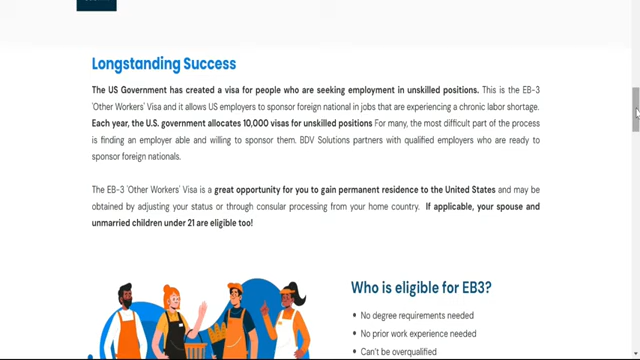 Longstanding Success
The US Government has created a visa for people who are seeking employment in unskilled positions. This is the EB-3
'Other Workers' Visa and it allows US employers to sponsor foreign national in jobs that are experiencing a chronic labor shortage.
Each year, the U.S. government allocates 10,000 visas for unskilled positions For many, the most difficult part of the process
is finding an employer able and willing to sponsor them. BDV Solutions partners with qualified employers who are ready to
sponsor foreign nationals.
The EB-3 'Other Workers' Visa is a great opportunity for you to gain permanent residence to the United States and may be
obtained by adjusting your status or through consular processing from your home country. If applicable, your spouse and
unmarried children under 21 are eligible too!
Who is eligible for EB3?
No degree requirements needed
No prior work experience needed
Can't be overqualified